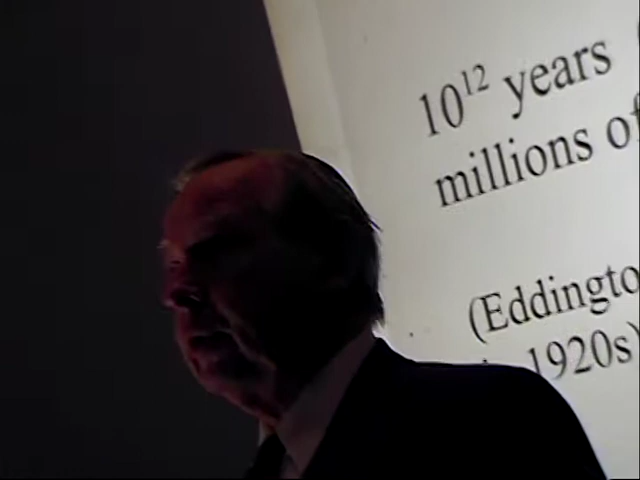 10¹² years (
millions of
(Eddingto
1920s)